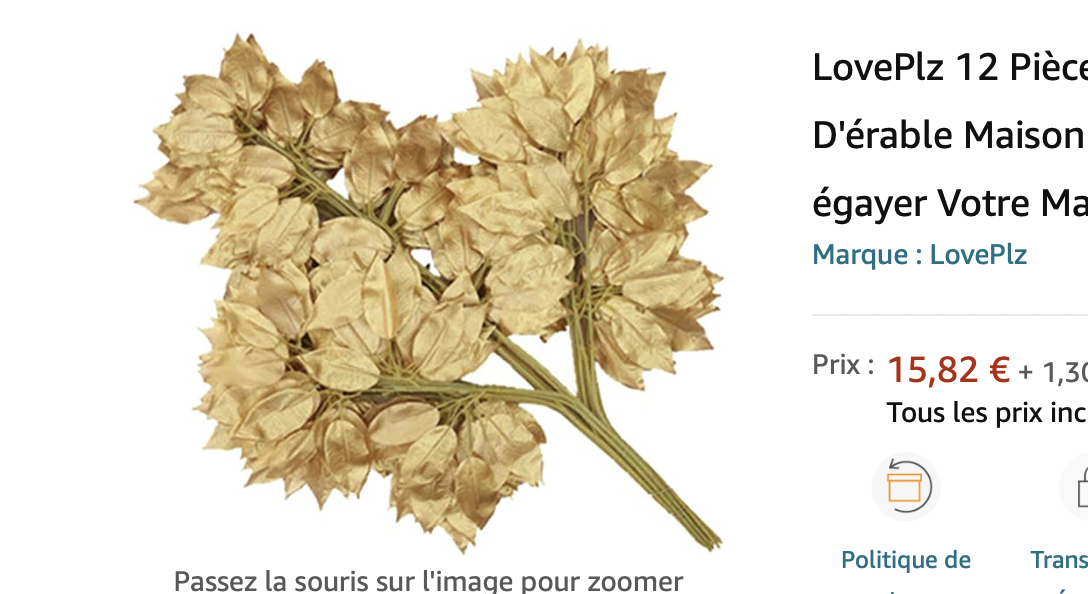 LovePlz 12 Pièce
D'érable Maison
égayer Votre Ma
Marque : LovePlz
Prix : 15,82 € + 1,30
Tous les prix inc
Politique de
Trans
Passez la souris sur l'image pour zoomer